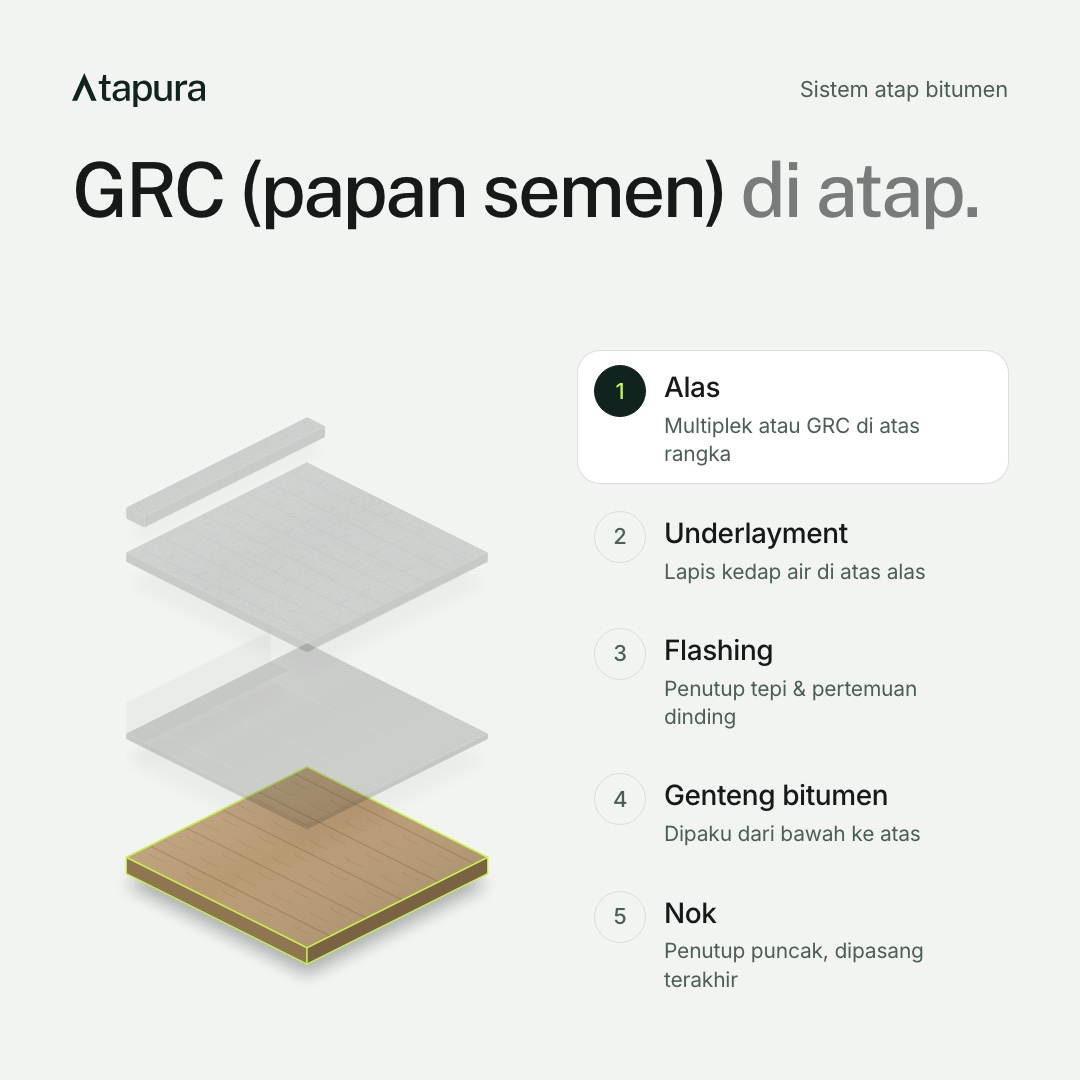 Atapura
Sistem atap bitumen
GRC (papan semen) di atap.
1
Alas
Multiplek atau GRC di atas
rangka
2
Underlayment
Lapis kedap air di atas alas
3
Flashing
Penutup tepi & pertemuan
dinding
4
Genteng bitumen
Dipaku dari bawah ke atas
5
Nok
Penutup puncak, dipasang
terakhir